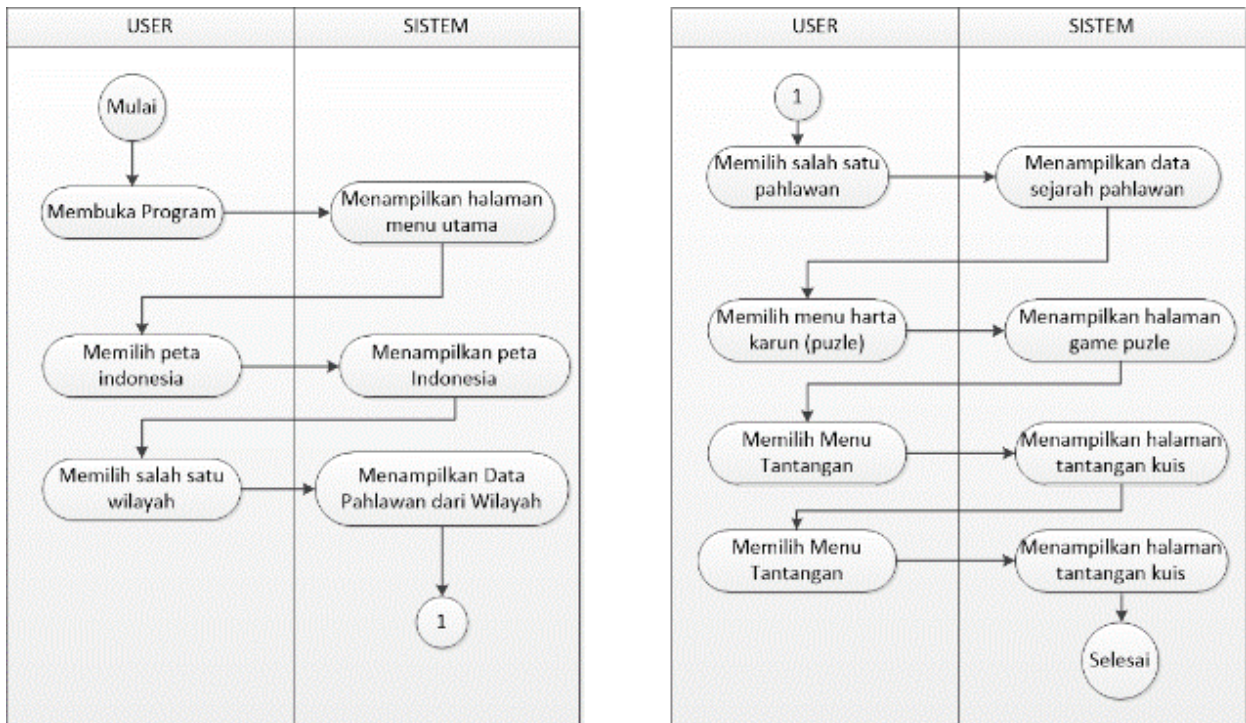 USER
SISTEM
Mulai
Membuka Program
Menampilkan halaman
menu utama
Memilih peta
indonesia
Menampilkan peta
Indonesia
Memilih salah satu
wilayah
Menampilkan Data
Pahlawan dari Wilayah
1
USER
SISTEM
1
Memilih salah satu
pahlawan
Menampilkan data
sejarah pahlawan
Memilih menu harta
karun (puzle)
Menampilkan halaman
game puzle
Memilih Menu
Tantangan
Menampilkan halaman
tantangan kuis
Memilih Menu
Tantangan
Menampilkan halaman
tantangan kuis
Selesai